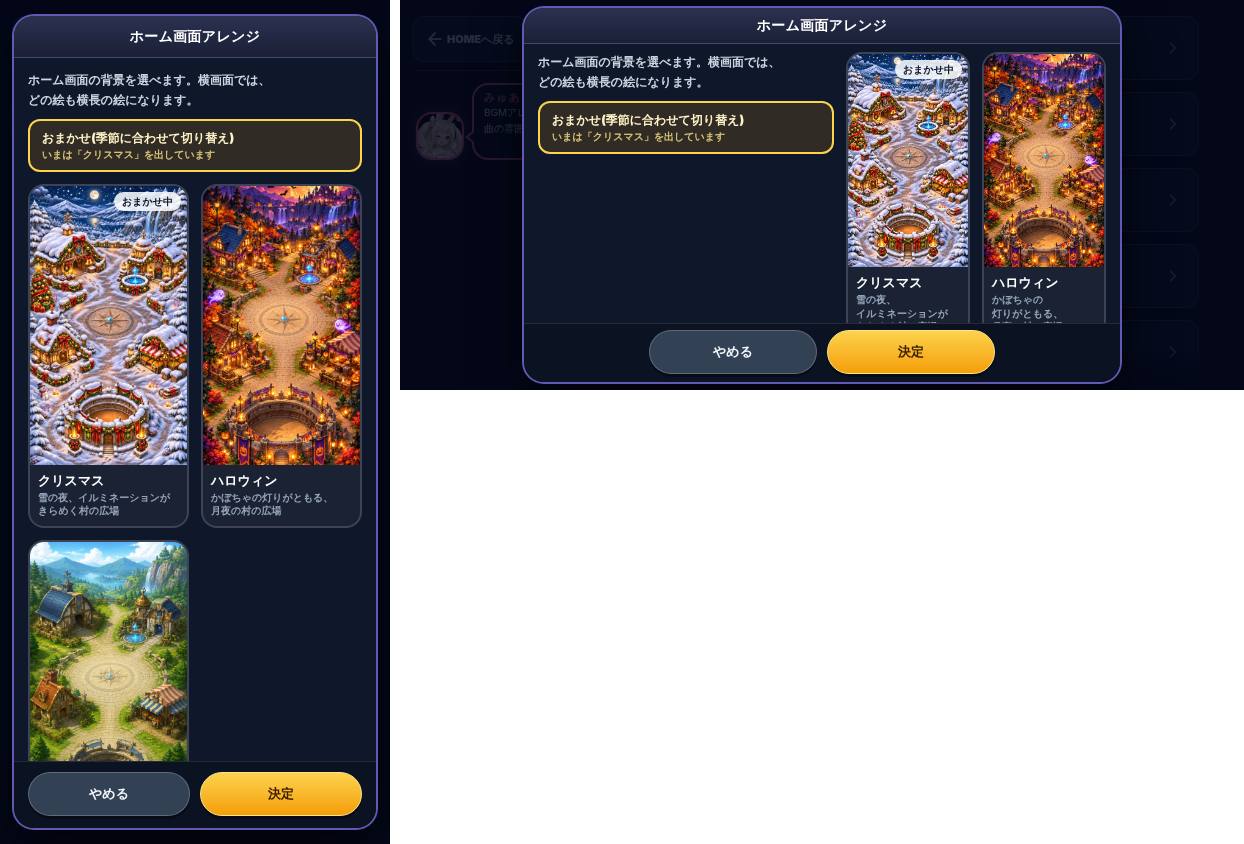 ホーム画面アレンジ
ホーム画面の背景を選べます。横画面では、
どの絵も横長の絵になります。
おまかせ(季節に合わせて切り替え)
いまは「クリスマス」を出しています
おまかせ中
クリスマス
雪の夜、イルミネーションが
きらめく村の広場
ハロウィン
かぼちゃの灯りがともる、
月夜の村の広場
やめる
決定
HOMEへ戻る
みゅあ
BGMアレ
曲の雰囲
ホーム画面アレンジ
ホーム画面の背景を選べます。横画面では、
どの絵も横長の絵になります。
おまかせ(季節に合わせて切り替え)
いまは「クリスマス」を出しています
おまかせ中
クリスマス
雪の夜、
イルミネーションが
ハロウィン
かぼちゃの
灯りがともる、
やめる
決定